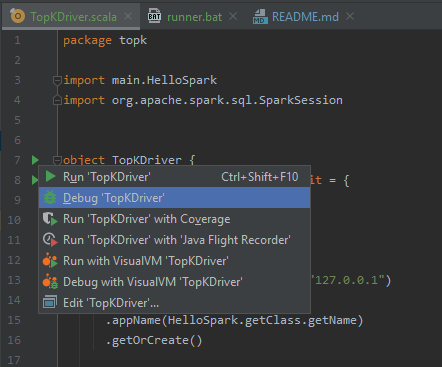 TopKDriver.scala runner.bat README.md
1 package topk
2
3 import main.HelloSpark
4 import org.apache.spark.sql.SparkSession
5
6
7 object TopKDriver {
8 it = {
Run 'TopKDriver' Ctrl+Shift+F10
Debug 'TopKDriver'
10 Run 'TopKDriver' with Coverage
11 Run 'TopKDriver' with 'Java Flight Recorder'
12 Run with VisualVM 'TopKDriver'
13 Debug with VisualVM 'TopKDriver' "127.0.0.1")
Edit 'TopKDriver'...
15 .appName(HelloSpark.getClass.getName)
16 .getOrCreate()
17